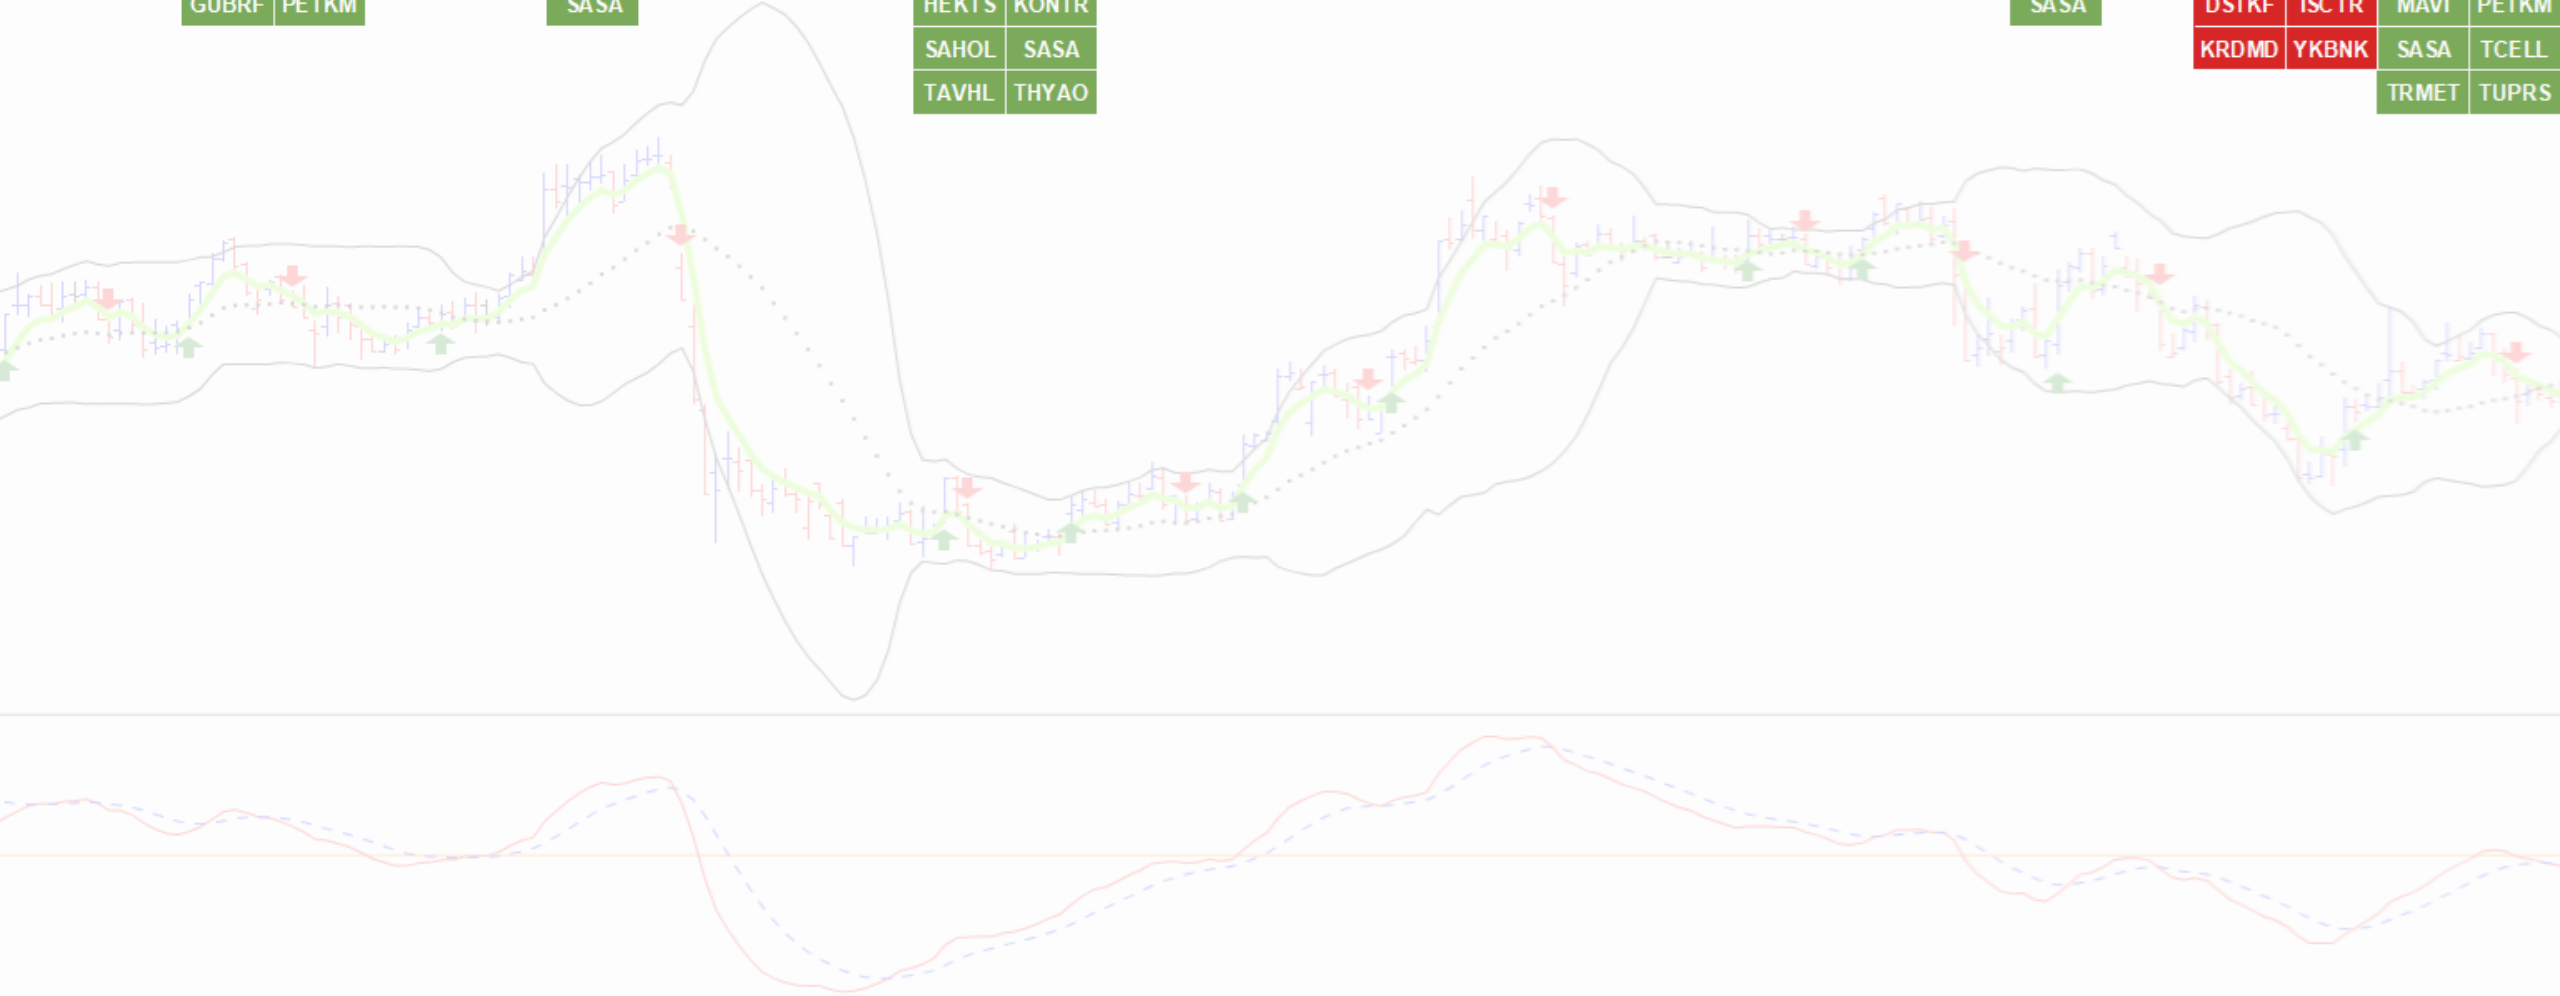 GUBRF PETKM SASA HEKTS KONTR SASA DSTKF ISCTR MAVI PETKM
SAHOL SASA KRDMD YKBNK SASA TCELL
TAVHL THYAO TRMET TUPRS